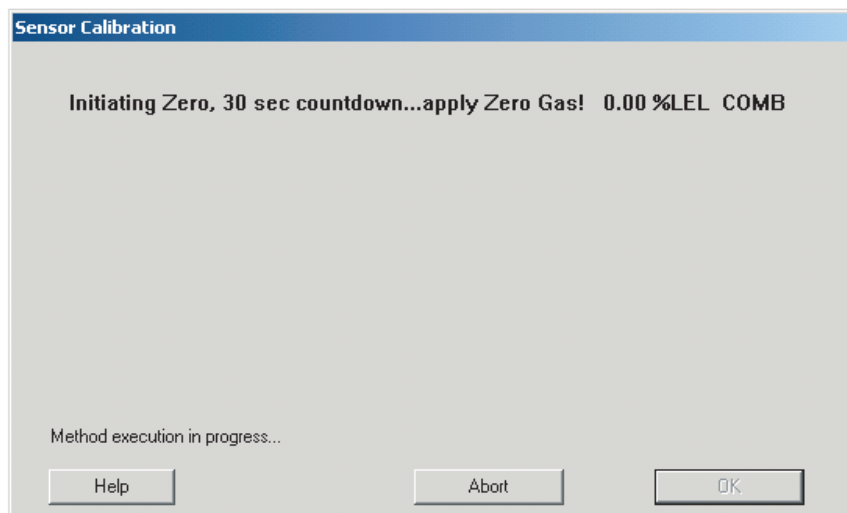 Sensor Calibration
Initiating Zero, 30 sec countdown...apply Zero Gas!   0.00 %LEL  COMB
Method execution in progress...
Help Abort OK